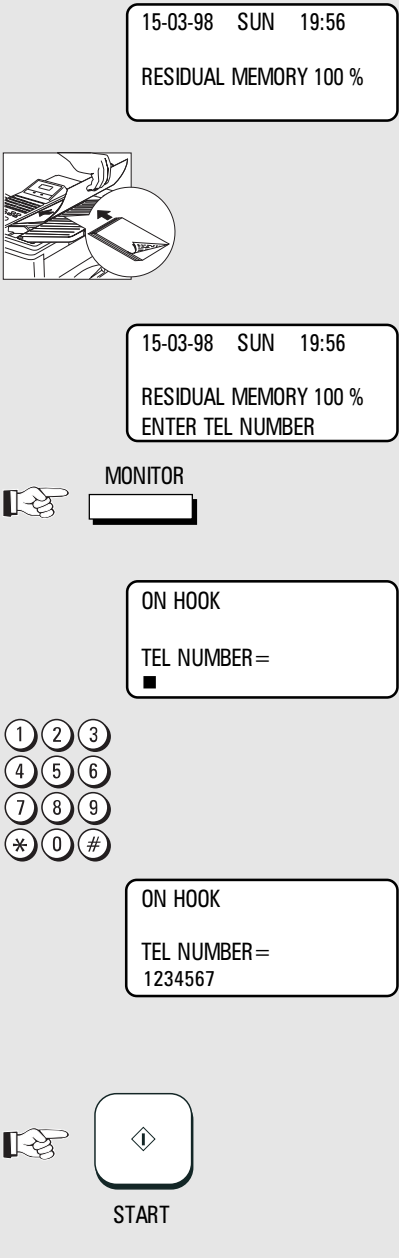 15-03-98 SUN 19:56
RESIDUAL MEMORY 100 %
15-03-98 SUN 19:56
RESIDUAL MEMORY 100 %
ENTER TEL NUMBER
MONITOR
ON HOOK
TEL NUMBER=
1 2 3
4 5 6
7 8 9
* 0 #
ON HOOK
TEL NUMBER=
1234567
START